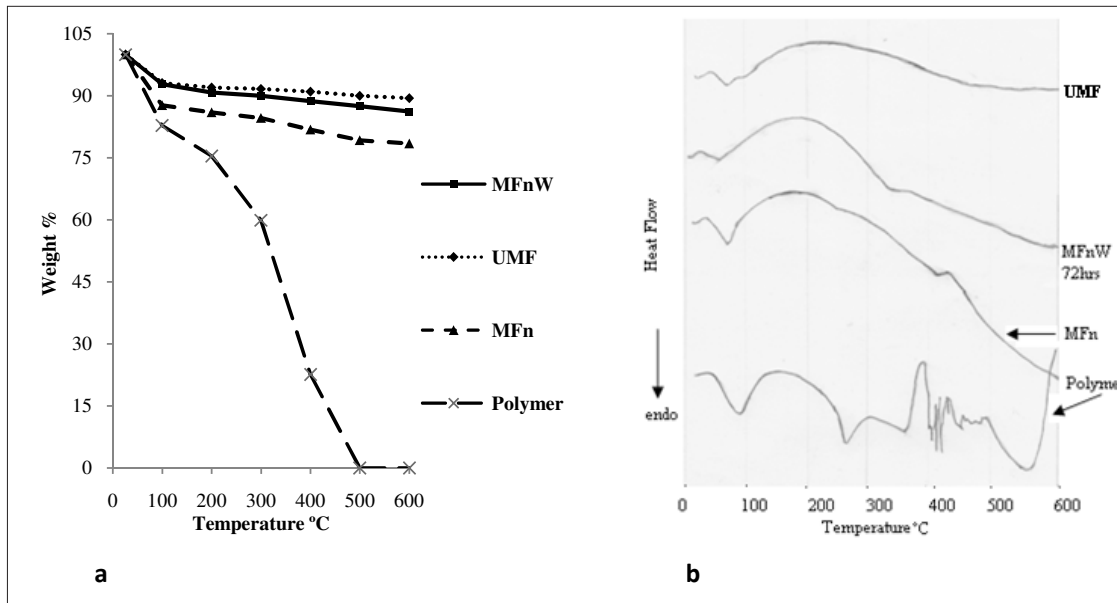 105
90
75
60
45
30
15
0
Weight %
0 100 200 300 400 500 600
Temperature ºC
MFnW
UMF
MFn
Polymer
a
UMF
MFnW
72hrs
MFn
Polyme
Heat Flow
endo
0 100 200 300 400 500 600
Temperature°C
b